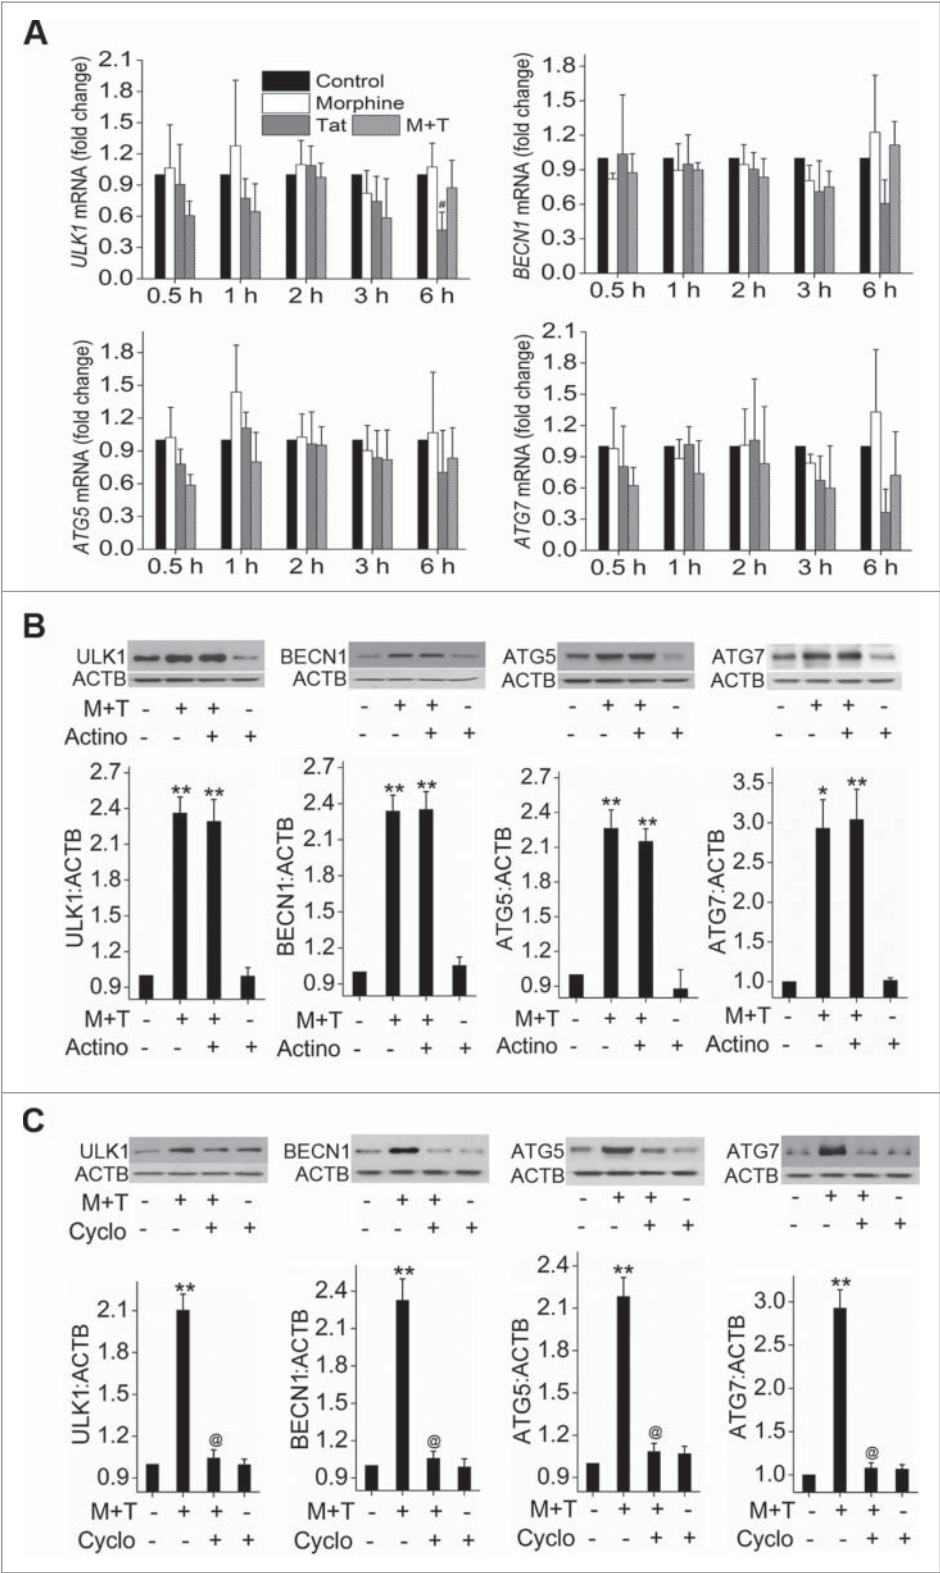 A
ULK1 mRNA (fold change)
2.1
1.8
1.5
1.2
0.9
0.6
0.3
0.0
Control
Morphine
Tat M+T
#
0.5 h 1 h 2 h 3 h 6 h
BECN1 mRNA (fold change)
1.8
1.5
1.2
0.9
0.6
0.3
0.0
0.5 h 1 h 2 h 3 h 6 h
ATG5 mRNA (fold change)
1.8
1.5
1.2
0.9
0.6
0.3
0.0
0.5 h 1 h 2 h 3 h 6 h
ATG7 mRNA (fold change)
2.1
1.8
1.5
1.2
0.9
0.6
0.3
0.0
0.5 h 1 h 2 h 3 h 6 h
B
ULK1
ACTB
M+T - + + -
Actino - - + +
BECN1
ACTB
- + + -
- - + +
ATG5
ACTB
- + + -
- - + +
ATG7
ACTB
- + + -
- - + +
ULK1:ACTB
2.7
2.4
2.1
1.8
1.5
1.2
0.9
** **
M+T - + + -
Actino - - + +
BECN1:ACTB
2.7
2.4
2.1
1.8
1.5
1.2
0.9
** **
M+T - + + -
Actino - - + +
ATG5:ACTB
2.7
2.4
2.1
1.8
1.5
1.2
0.9
** **
M+T - + + -
Actino - - + +
ATG7:ACTB
3.5
3.0
2.5
2.0
1.5
1.0
* **
M+T - + + -
Actino - - + +
C
ULK1
ACTB
M+T - + + -
Cyclo - - + +
BECN1
ACTB
- + + -
- - + +
ATG5
ACTB
- + + -
- - + +
ATG7
ACTB
- + + -
- - + +
ULK1:ACTB
2.1
1.8
1.5
1.2
0.9
** @
M+T - + + -
Cyclo - - + +
BECN1:ACTB
2.4
2.1
1.8
1.5
1.2
0.9
** @
M+T - + + -
Cyclo - - + +
ATG5:ACTB
2.4
2.1
1.8
1.5
1.2
0.9
** @
M+T - + + -
Cyclo - - + +
ATG7:ACTB
3.0
2.5
2.0
1.5
1.0
** @
M+T - + + -
Cyclo - - + +